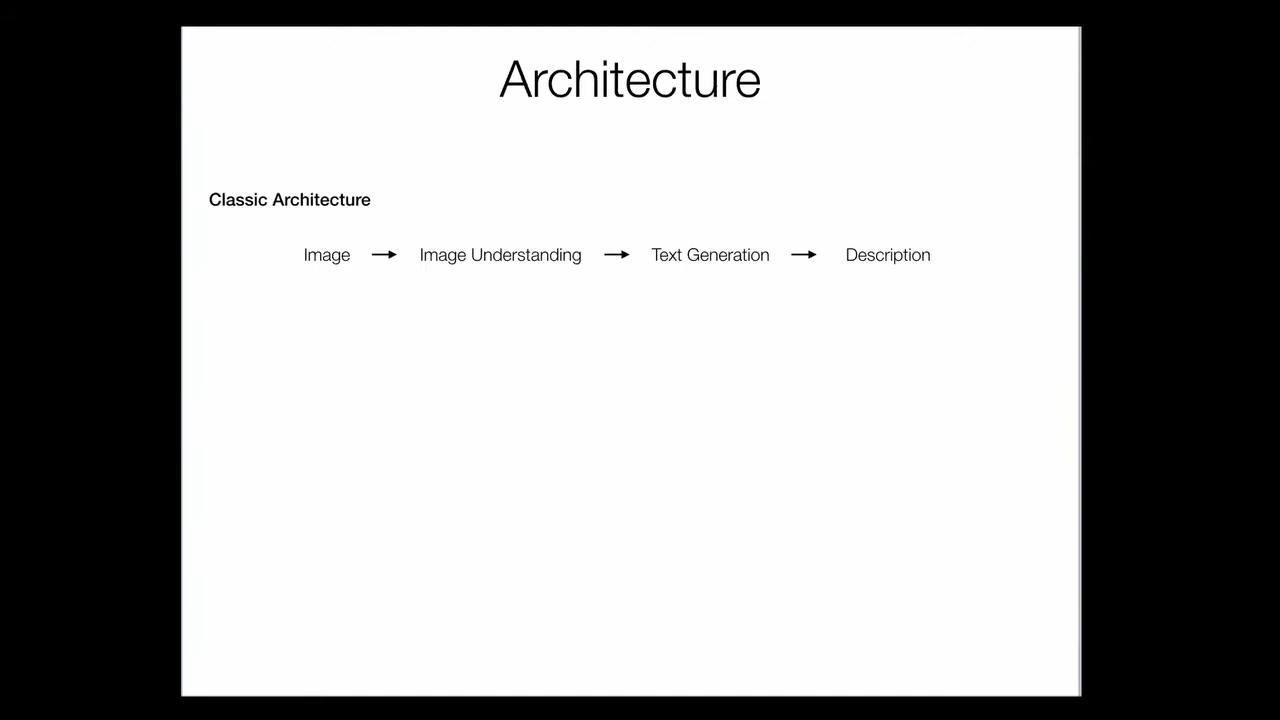 Architecture
Classic Architecture
Image → Image Understanding → Text Generation → Description